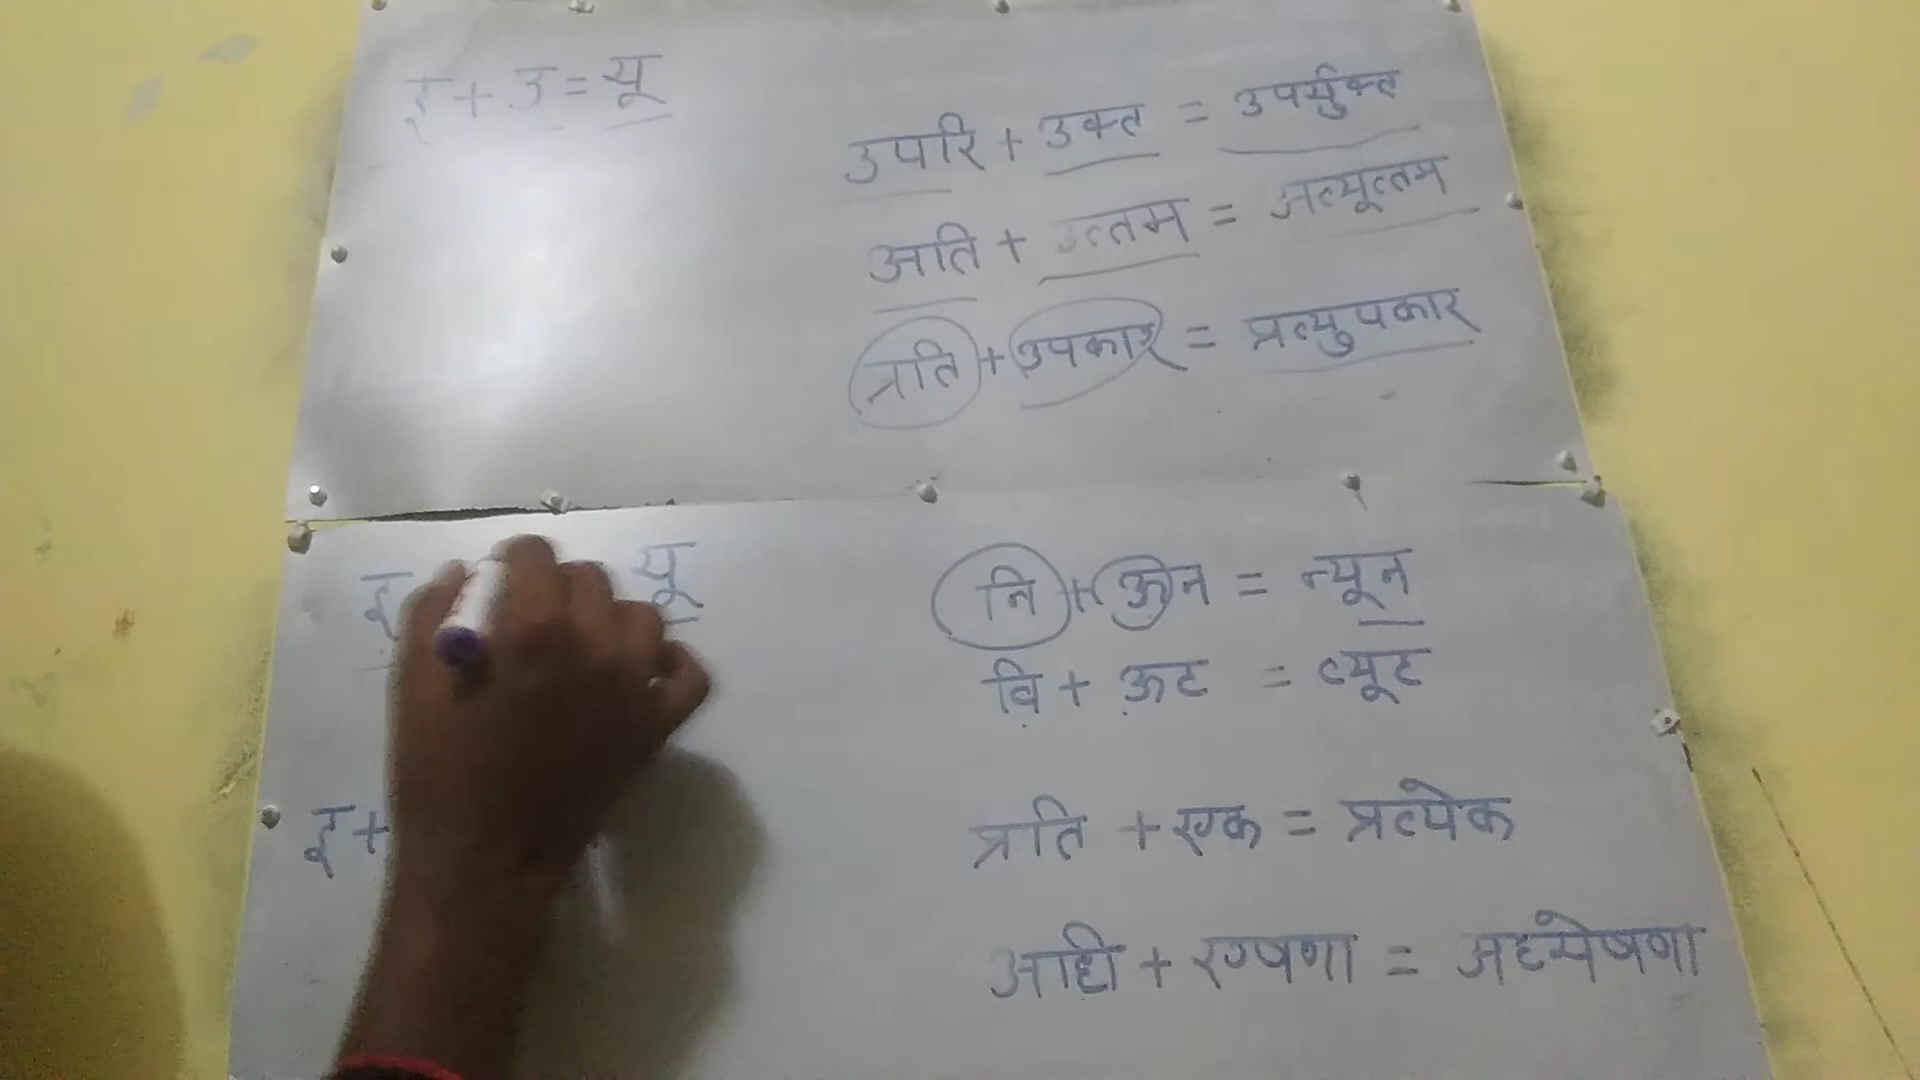 इ + उ = यू
उपरि + उक्त = उपर्युक्त
अति + उत्तम = अत्यूत्तम
प्रति + उपकार = प्रत्युपकार
इ यू
नि + ऊन = न्यून
वि + ऊट = व्यूट
इ +
प्रति + एक = प्रत्येक
अधि + एषणा = अध्येषणा